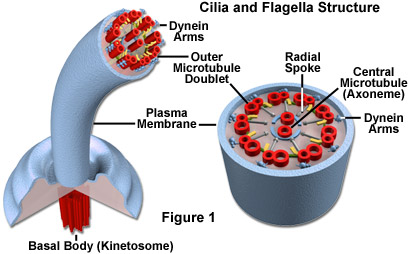 Cilia and Flagella Structure
Dynein
Arms
Outer
Microtubule
Doublet
Plasma
Membrane
Radial
Spoke
Central
Microtubule
(Axoneme)
Dynein
Arms
Figure 1
Basal Body (Kinetosome)